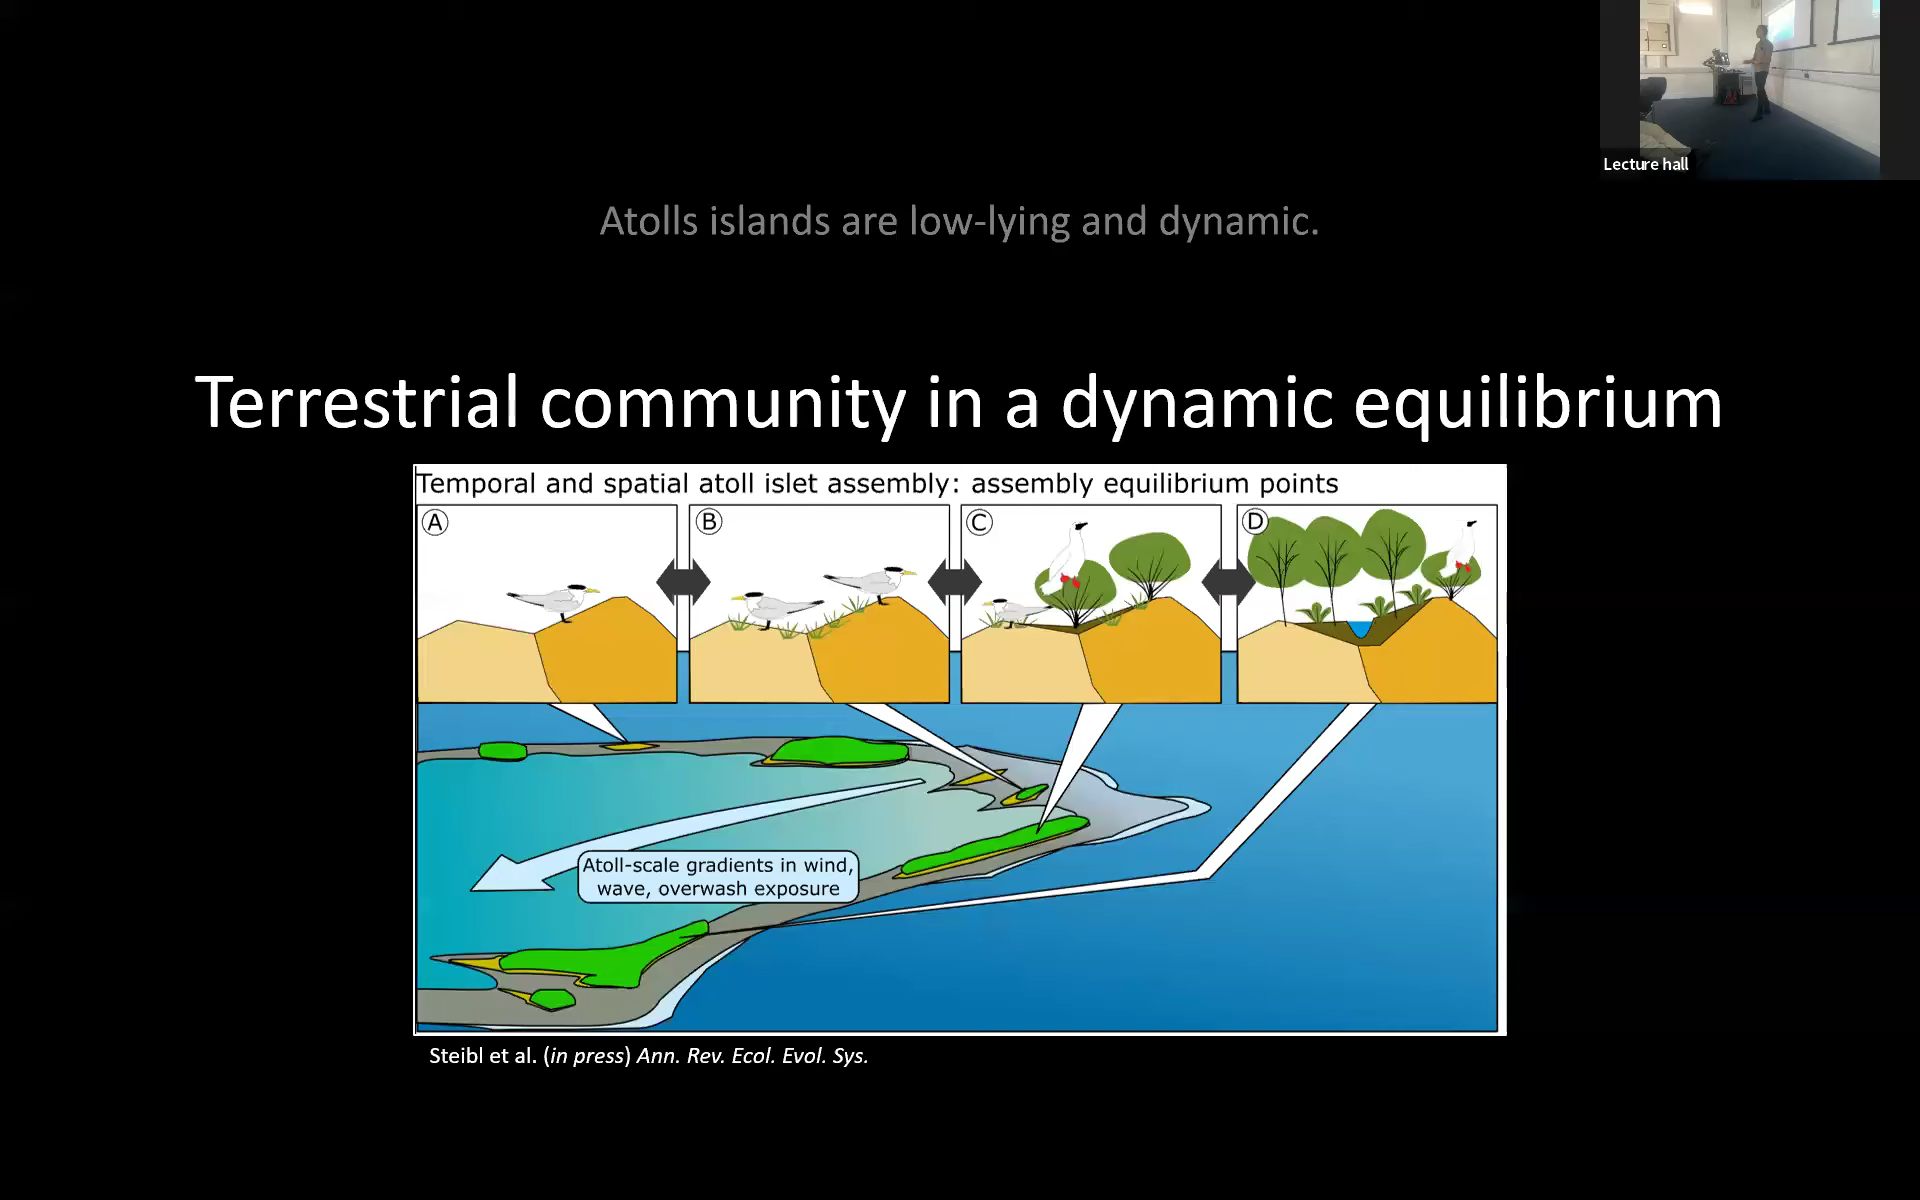 Lecture hall
Atolls islands are low-lying and dynamic.
Terrestrial community in a dynamic equilibrium
Temporal and spatial atoll islet assembly: assembly equilibrium points
A
B
C
D
Atoll-scale gradients in wind,
wave, overwash exposure
Steibl et al. (in press) Ann. Rev. Ecol. Evol. Sys.